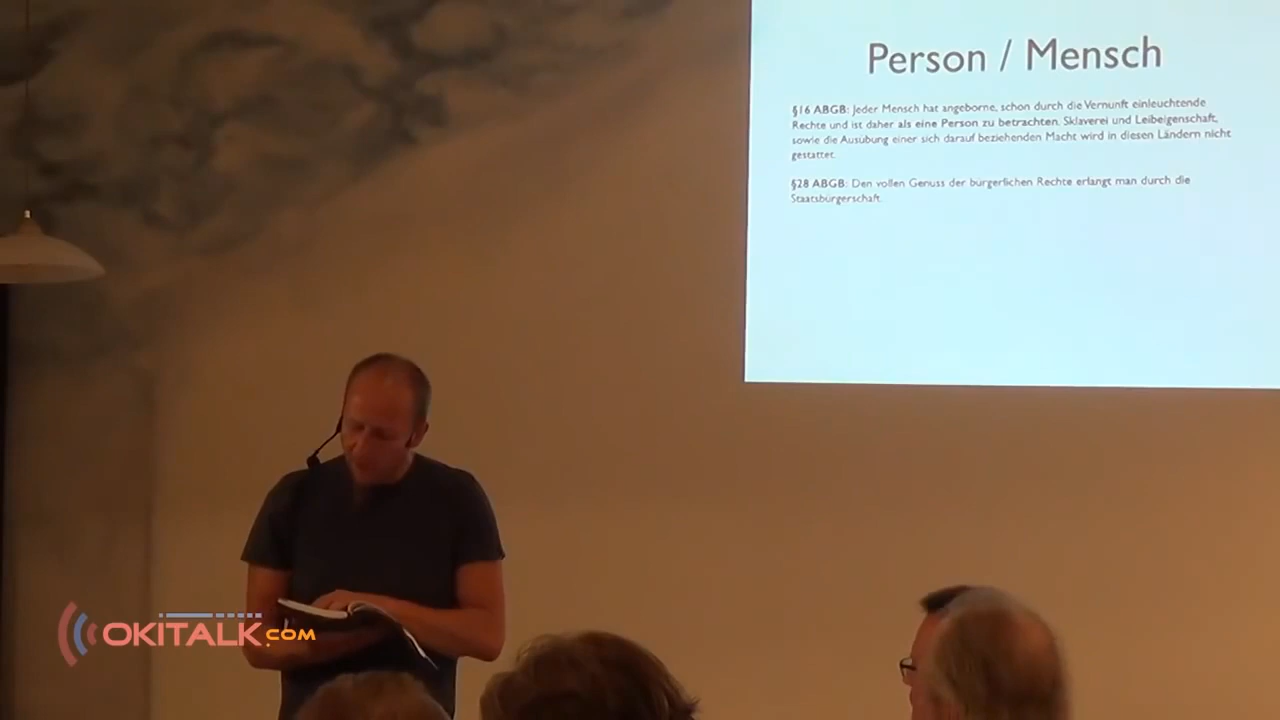 Person / Mensch
§16 ABGB: Jeder Mensch hat angeborne, schon durch die Vernunft einleuchtende
Rechte und ist daher als eine Person zu betrachten. Sklaverei und Leibeigenschaft,
sowie die Ausübung einer sich darauf beziehenden Macht wird in diesen Ländern nicht
gestattet.
§28 ABGB: Den vollen Genuss der bürgerlichen Rechte erlangt man durch die
Staatsbürgerschaft.
OKITALK.COM